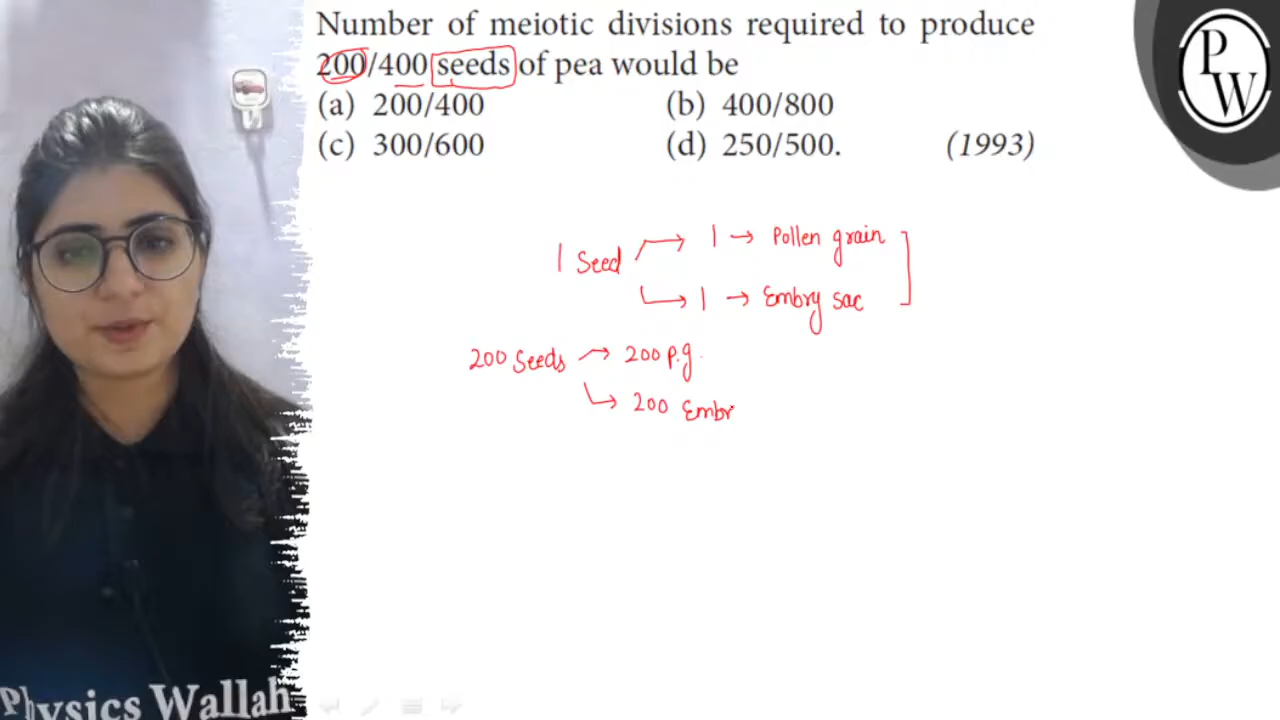 Number of meiotic divisions required to produce
200/400 seeds of pea would be
(a) 200/400 (b) 400/800
(c) 300/600 (d) 250/500. (1993)
P
W
1 Seed → 1 → Pollen grain
→ 1 → Embry sac
200 Seeds → 200 p.g.
→ 200 Embr
Physics Wallah